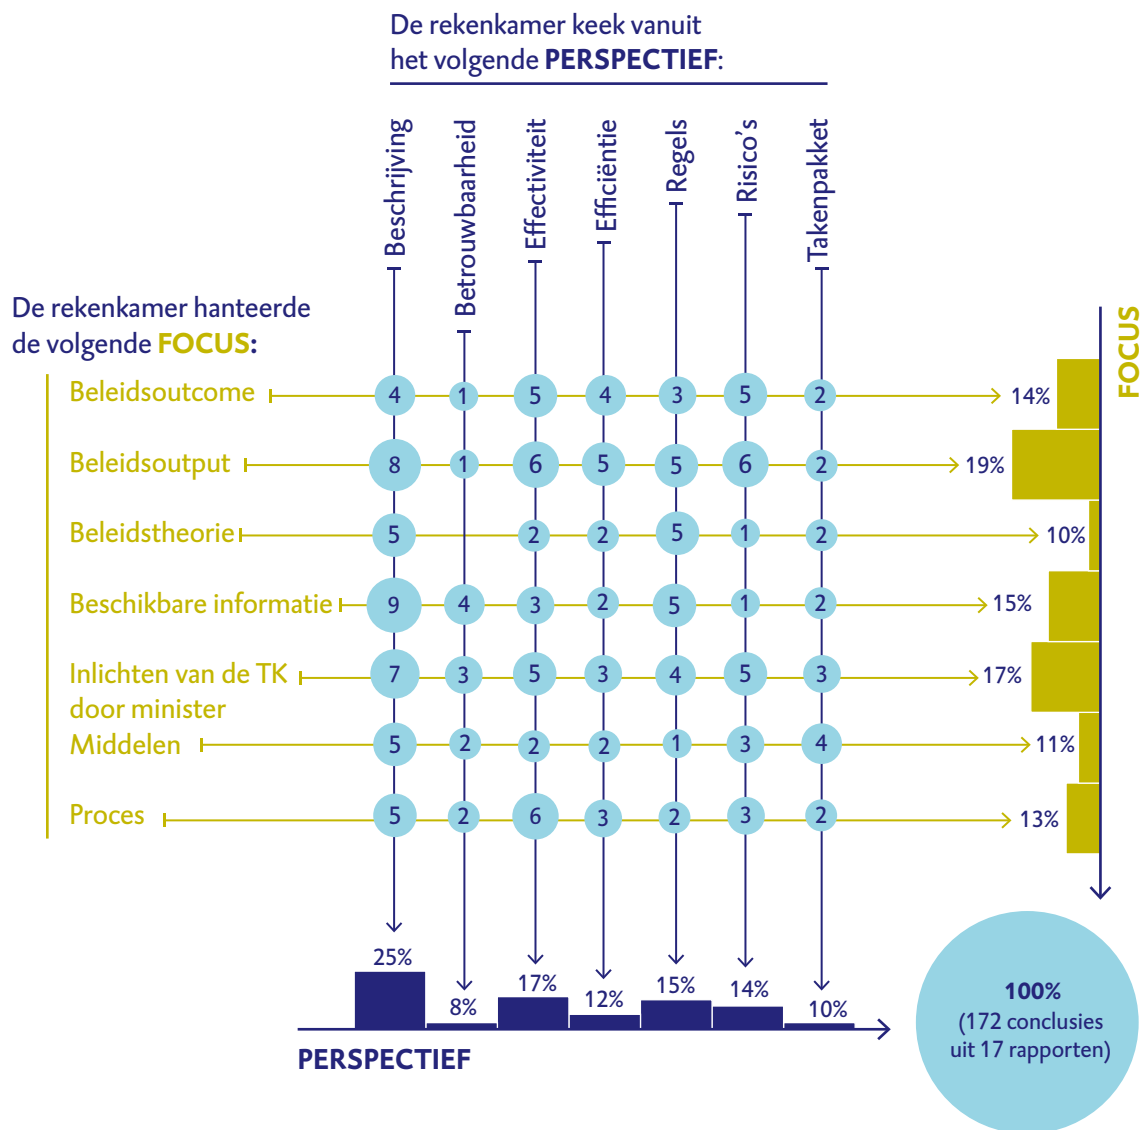 De rekenkamer keek vanuit
het volgende PERSPECTIEF:
Beschrijving
Betrouwbaarheid
Effectiviteit
Efficiëntie
Regels
Risico's
Takenpakket
De rekenkamer hanteerde
de volgende FOCUS:
FOCUS
Beleidsoutcome 4 1 5 4 3 5 2 14%
Beleidsoutput 8 1 6 5 5 6 2 19%
Beleidstheorie 5 2 2 5 1 2 10%
Beschikbare informatie 9 4 3 2 5 1 2 15%
Inlichten van de TK 7 3 5 3 4 5 3 17%
door minister
Middelen 5 2 2 2 1 3 4 11%
Proces 5 2 6 3 2 3 2 13%
25% 8% 17% 12% 15% 14% 10%
PERSPECTIEF
100%
(172 conclusies
uit 17 rapporten)